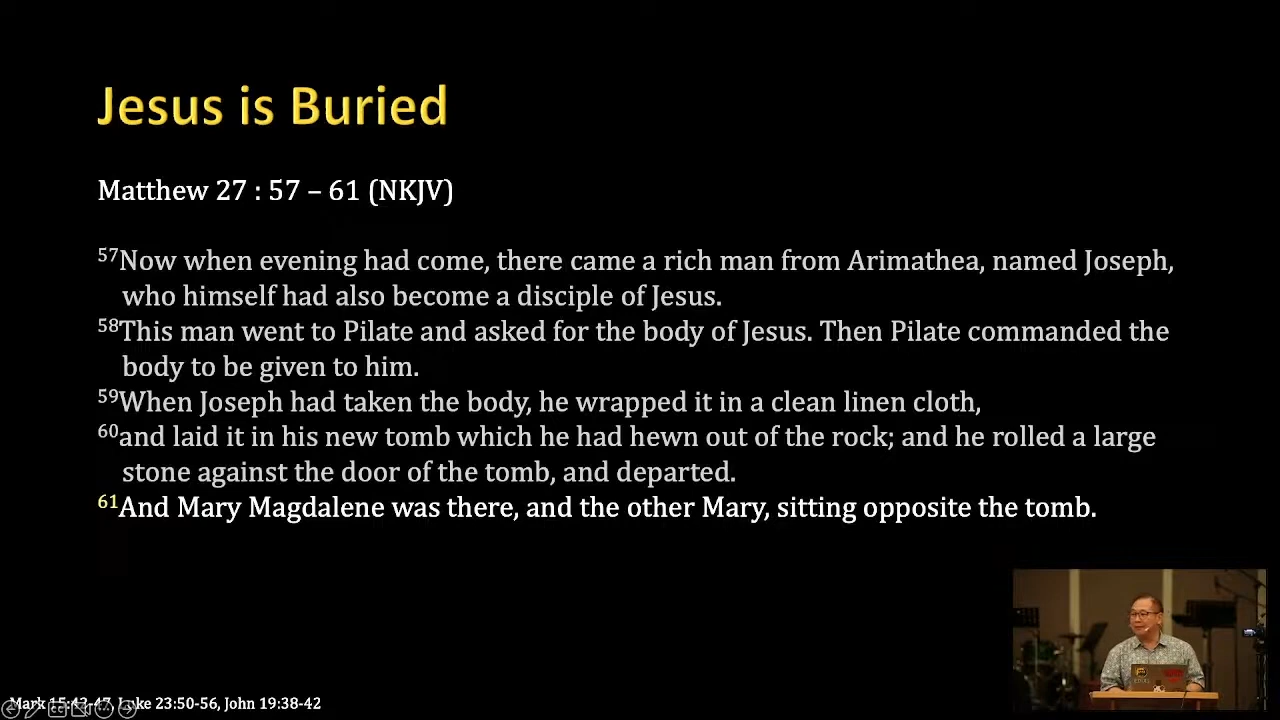 Jesus is Buried
Matthew 27 : 57 – 61 (NKJV)
57Now when evening had come, there came a rich man from Arimathea, named Joseph,
who himself had also become a disciple of Jesus.
58This man went to Pilate and asked for the body of Jesus. Then Pilate commanded the
body to be given to him.
59When Joseph had taken the body, he wrapped it in a clean linen cloth,
60and laid it in his new tomb which he had hewn out of the rock; and he rolled a large
stone against the door of the tomb, and departed.
61And Mary Magdalene was there, and the other Mary, sitting opposite the tomb.
Mark 15:43-47, Luke 23:50-56, John 19:38-42